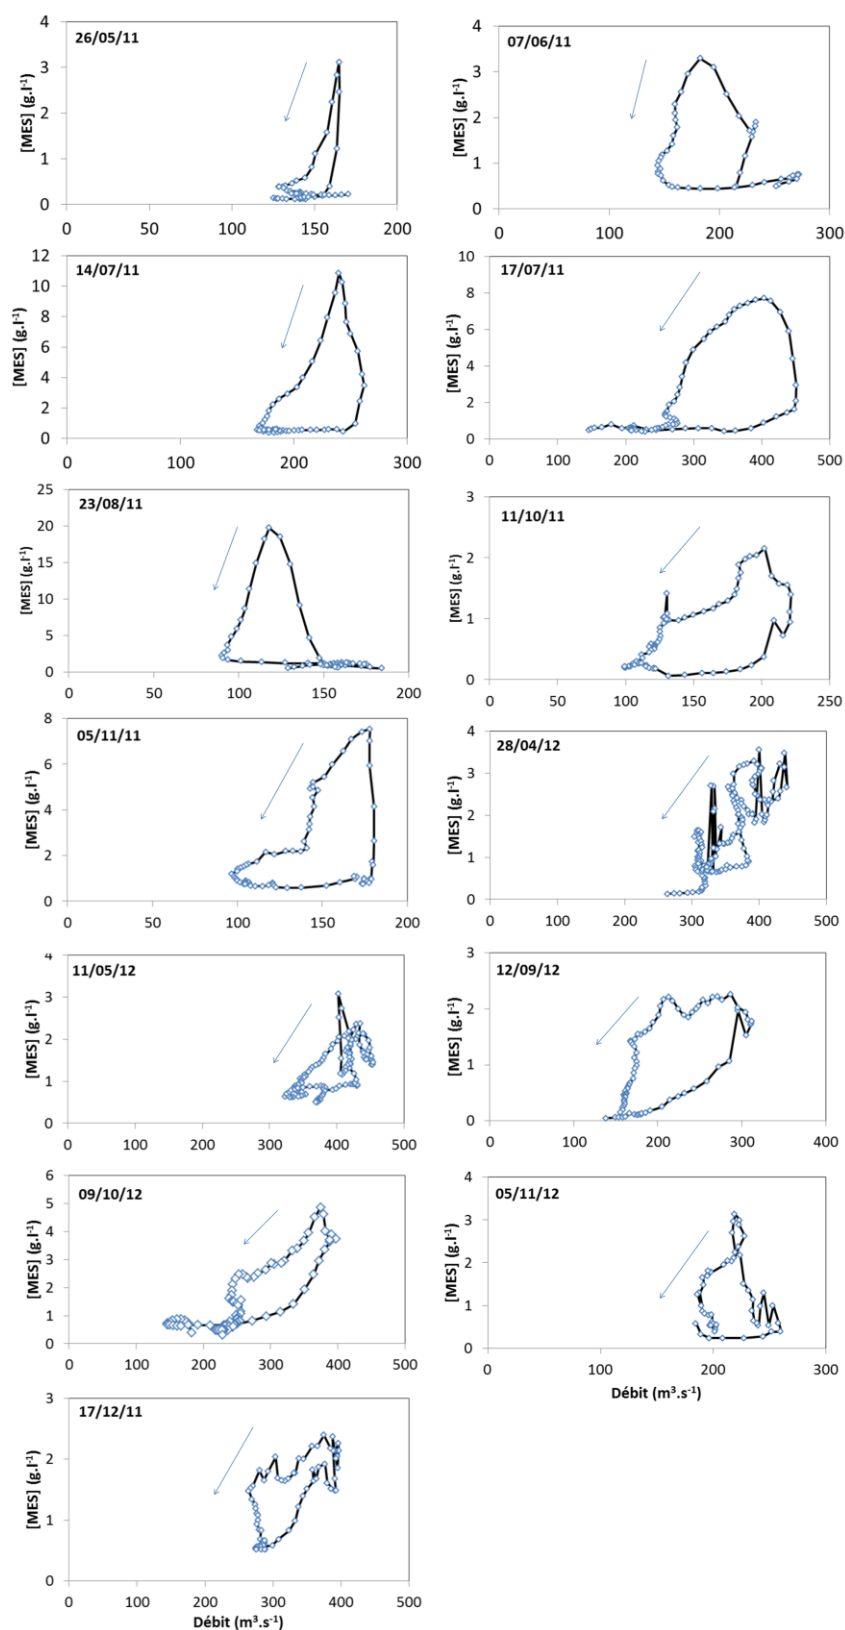 26/05/11
[MES] (g.l-1)
4
3
2
1
0
0 50 100 150 200
07/06/11
[MES] (g.l-1)
4
3
2
1
0
0 100 200 300
14/07/11
[MES] (g.l-1)
12
10
8
6
4
2
0
0 100 200 300
17/07/11
[MES] (g.l-1)
10
8
6
4
2
0
0 100 200 300 400 500
23/08/11
[MES] (g.l-1)
25
20
15
10
5
0
0 50 100 150 200
11/10/11
[MES] (g.l-1)
3
2
1
0
0 50 100 150 200 250
05/11/11
[MES] (g.l-1)
8
6
4
2
0
0 50 100 150 200
28/04/12
[MES] (g.l-1)
4
3
2
1
0
0 100 200 300 400 500
11/05/12
[MES] (g.l-1)
4
3
2
1
0
0 100 200 300 400 500
12/09/12
[MES] (g.l-1)
3
2
1
0
0 100 200 300 400
09/10/12
[MES] (g.l-1)
6
5
4
3
2
1
0
0 100 200 300 400 500
05/11/12
[MES] (g.l-1)
4
3
2
1
0
0 100 200 300
Débit (m3.s-1)
17/12/11
[MES] (g.l-1)
3
2
1
0
0 100 200 300 400 500
Débit (m3.s-1)